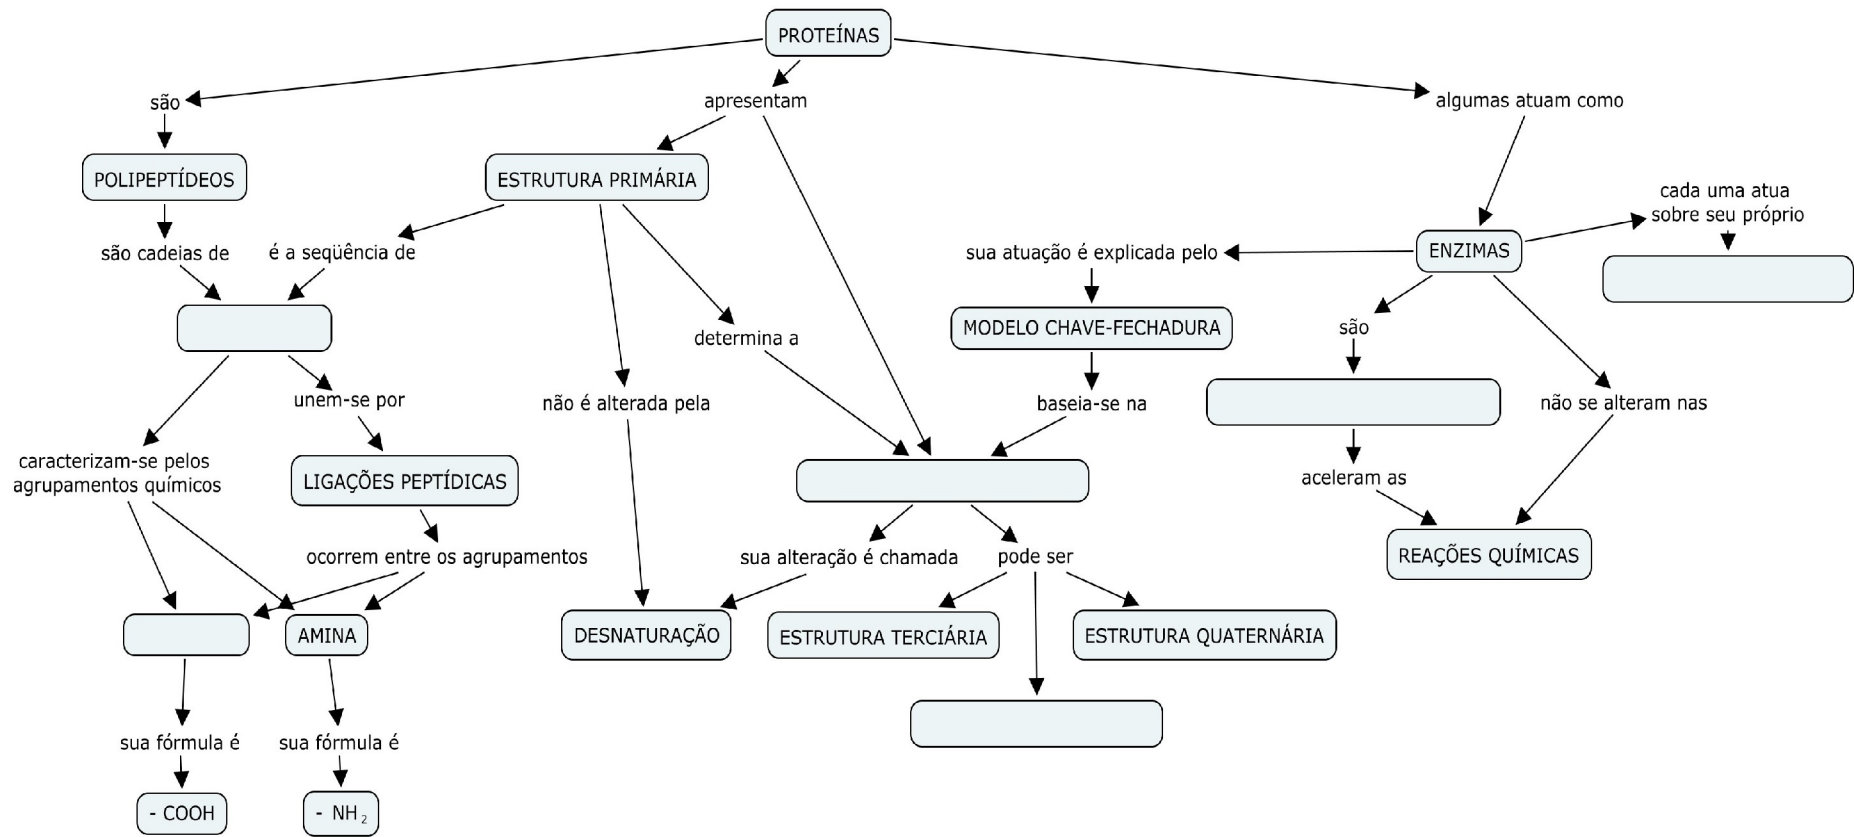 PROTEÍNAS
são
apresentam
algumas atuam como
POLIPEPTÍDEOS
ESTRUTURA PRIMÁRIA
cada uma atua
sobre seu próprio
são cadeias de
é a seqüência de
sua atuação é explicada pelo
ENZIMAS
MODELO CHAVE-FECHADURA
são
determina a
unem-se por
não é alterada pela
baseia-se na
não se alteram nas
caracterizam-se pelos
agrupamentos químicos
LIGAÇÕES PEPTÍDICAS
aceleram as
ocorrem entre os agrupamentos
sua alteração é chamada
pode ser
REAÇÕES QUÍMICAS
AMINA
DESNATURAÇÃO
ESTRUTURA TERCIÁRIA
ESTRUTURA QUATERNÁRIA
sua fórmula é
sua fórmula é
- COOH
- NH₂